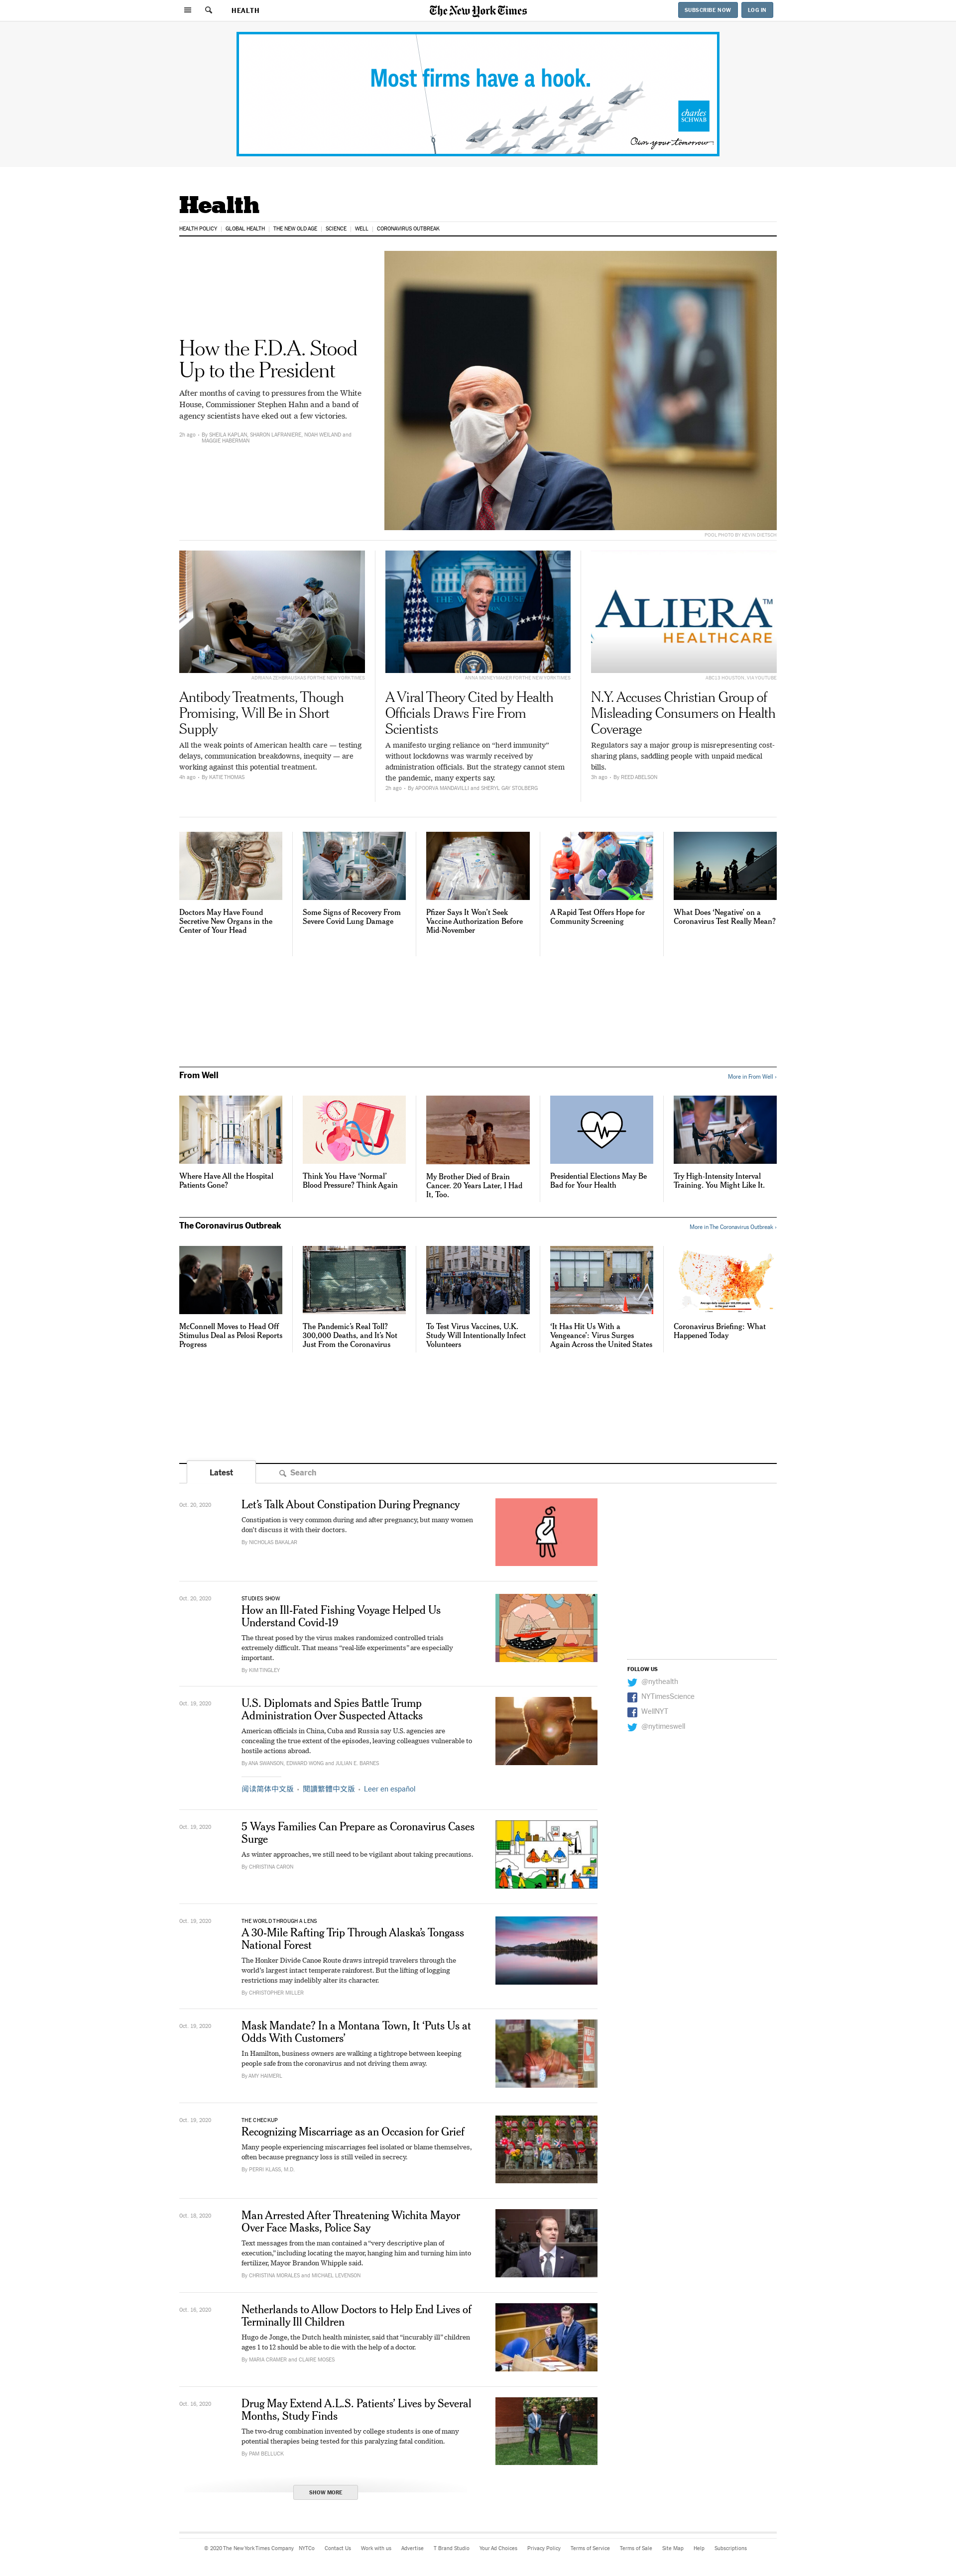 HEALTH
The New York Times
SUBSCRIBE NOW
LOG IN
Most firms have a hook.
charles
SCHWAB
Own your tomorrow
Health
HEALTH POLICY
GLOBAL HEALTH
THE NEW OLD AGE
SCIENCE
WELL
CORONAVIRUS OUTBREAK
How the F.D.A. Stood
Up to the President
After months of caving to pressures from the White
House, Commissioner Stephen Hahn and a band of
agency scientists have eked out a few victories.
2h ago - By SHEILA KAPLAN, SHARON LAFRANIERE, NOAH WEILAND and
MAGGIE HABERMAN
POOL PHOTO BY KEVIN DIETSCH
ADRIANA ZEHBRAUSKAS FOR THE NEW YORK TIMES
Antibody Treatments, Though
Promising, Will Be in Short
Supply
All the weak points of American health care — testing
delays, communication breakdowns, inequity — are
working against this potential treatment.
4h ago - By KATIE THOMAS
ANNA MONEYMAKER FOR THE NEW YORK TIMES
A Viral Theory Cited by Health
Officials Draws Fire From
Scientists
A manifesto urging reliance on “herd immunity”
without lockdowns was warmly received by
administration officials. But the strategy cannot stem
the pandemic, many experts say.
2h ago - By APOORVA MANDAVILLI and SHERYL GAY STOLBERG
ALIERA™
HEALTHCARE
ABC13 HOUSTON, VIA YOUTUBE
N.Y. Accuses Christian Group of
Misleading Consumers on Health
Coverage
Regulators say a major group is misrepresenting cost-
sharing plans, saddling people with unpaid medical
bills.
3h ago - By REED ABELSON
Doctors May Have Found
Secretive New Organs in the
Center of Your Head
Some Signs of Recovery From
Severe Covid Lung Damage
Pfizer Says It Won’t Seek
Vaccine Authorization Before
Mid-November
A Rapid Test Offers Hope for
Community Screening
What Does ‘Negative’ on a
Coronavirus Test Really Mean?
From Well
More in From Well ›
Where Have All the Hospital
Patients Gone?
Think You Have ‘Normal’
Blood Pressure? Think Again
My Brother Died of Brain
Cancer. 20 Years Later, I Had
It, Too.
Presidential Elections May Be
Bad for Your Health
Try High-Intensity Interval
Training. You Might Like It.
The Coronavirus Outbreak
More in The Coronavirus Outbreak ›
McConnell Moves to Head Off
Stimulus Deal as Pelosi Reports
Progress
The Pandemic’s Real Toll?
300,000 Deaths, and It’s Not
Just From the Coronavirus
To Test Virus Vaccines, U.K.
Study Will Intentionally Infect
Volunteers
‘It Has Hit Us With a
Vengeance’: Virus Surges
Again Across the United States
Coronavirus Briefing: What
Happened Today
Latest
Search
Oct. 20, 2020
Let’s Talk About Constipation During Pregnancy
Constipation is very common during and after pregnancy, but many women
don’t discuss it with their doctors.
By NICHOLAS BAKALAR
Oct. 20, 2020
STUDIES SHOW
How an Ill-Fated Fishing Voyage Helped Us
Understand Covid-19
The threat posed by the virus makes randomized controlled trials
extremely difficult. That means “real-life experiments” are especially
important.
By KIM TINGLEY
FOLLOW US
@nythealth
NYTimesScience
WellNYT
@nytimeswell
Oct. 19, 2020
U.S. Diplomats and Spies Battle Trump
Administration Over Suspected Attacks
American officials in China, Cuba and Russia say U.S. agencies are
concealing the true extent of the episodes, leaving colleagues vulnerable to
hostile actions abroad.
By ANA SWANSON, EDWARD WONG and JULIAN E. BARNES
阅读简体中文版 • 閱讀繁體中文版 • Leer en español
Oct. 19, 2020
5 Ways Families Can Prepare as Coronavirus Cases
Surge
As winter approaches, we still need to be vigilant about taking precautions.
By CHRISTINA CARON
Oct. 19, 2020
THE WORLD THROUGH A LENS
A 30-Mile Rafting Trip Through Alaska’s Tongass
National Forest
The Honker Divide Canoe Route draws intrepid travelers through the
world’s largest intact temperate rainforest. But the lifting of logging
restrictions may indelibly alter its character.
By CHRISTOPHER MILLER
Oct. 19, 2020
Mask Mandate? In a Montana Town, It ‘Puts Us at
Odds With Customers’
In Hamilton, business owners are walking a tightrope between keeping
people safe from the coronavirus and not driving them away.
By AMY HAIMERL
Oct. 19, 2020
THE CHECKUP
Recognizing Miscarriage as an Occasion for Grief
Many people experiencing miscarriages feel isolated or blame themselves,
often because pregnancy loss is still veiled in secrecy.
By PERRI KLASS, M.D.
Oct. 18, 2020
Man Arrested After Threatening Wichita Mayor
Over Face Masks, Police Say
Text messages from the man contained a “very descriptive plan of
execution,” including locating the mayor, hanging him and turning him into
fertilizer, Mayor Brandon Whipple said.
By CHRISTINA MORALES and MICHAEL LEVENSON
Oct. 16, 2020
Netherlands to Allow Doctors to Help End Lives of
Terminally Ill Children
Hugo de Jonge, the Dutch health minister, said that “incurably ill” children
ages 1 to 12 should be able to die with the help of a doctor.
By MARIA CRAMER and CLAIRE MOSES
Oct. 16, 2020
Drug May Extend A.L.S. Patients’ Lives by Several
Months, Study Finds
The two-drug combination invented by college students is one of many
potential therapies being tested for this paralyzing fatal condition.
By PAM BELLUCK
SHOW MORE
© 2020 The New York Times Company NYTCo Contact Us Work with us Advertise T Brand Studio Your Ad Choices Privacy Policy Terms of Service Terms of Sale Site Map Help Subscriptions